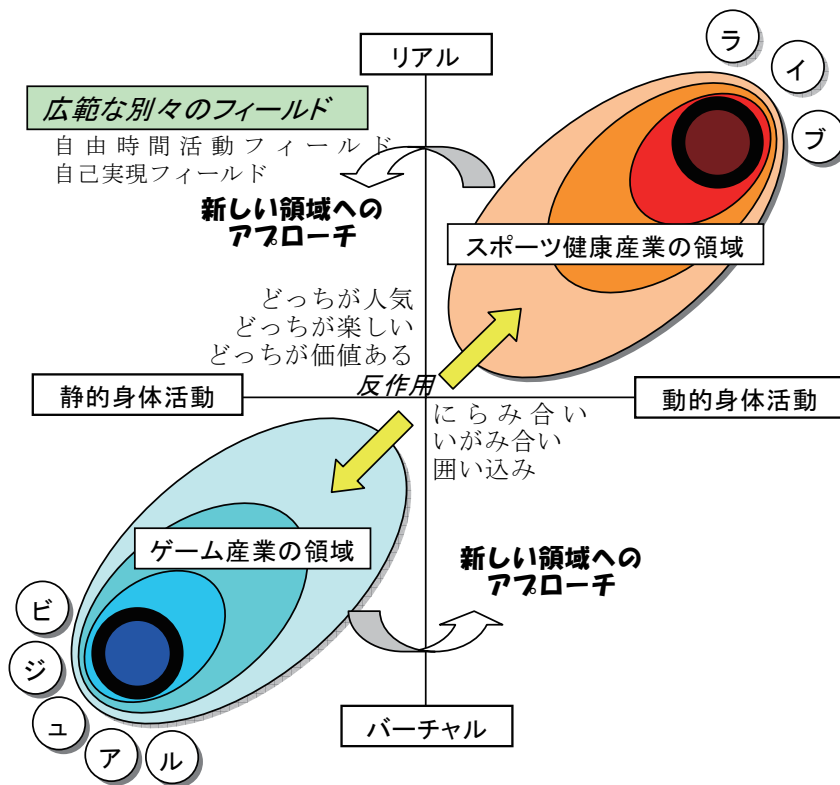 リアル
ライブ
広範な別々のフィールド
自由時間活動フィールド
自己実現フィールド
新しい領域への
アプローチ
スポーツ健康産業の領域
どっちが人気
どっちが楽しい
どっちが価値ある
反作用
静的身体活動
動的身体活動
にらみ合い
いがみ合い
囲い込み
ゲーム産業の領域
新しい領域への
アプローチ
ビジュアル
バーチャル